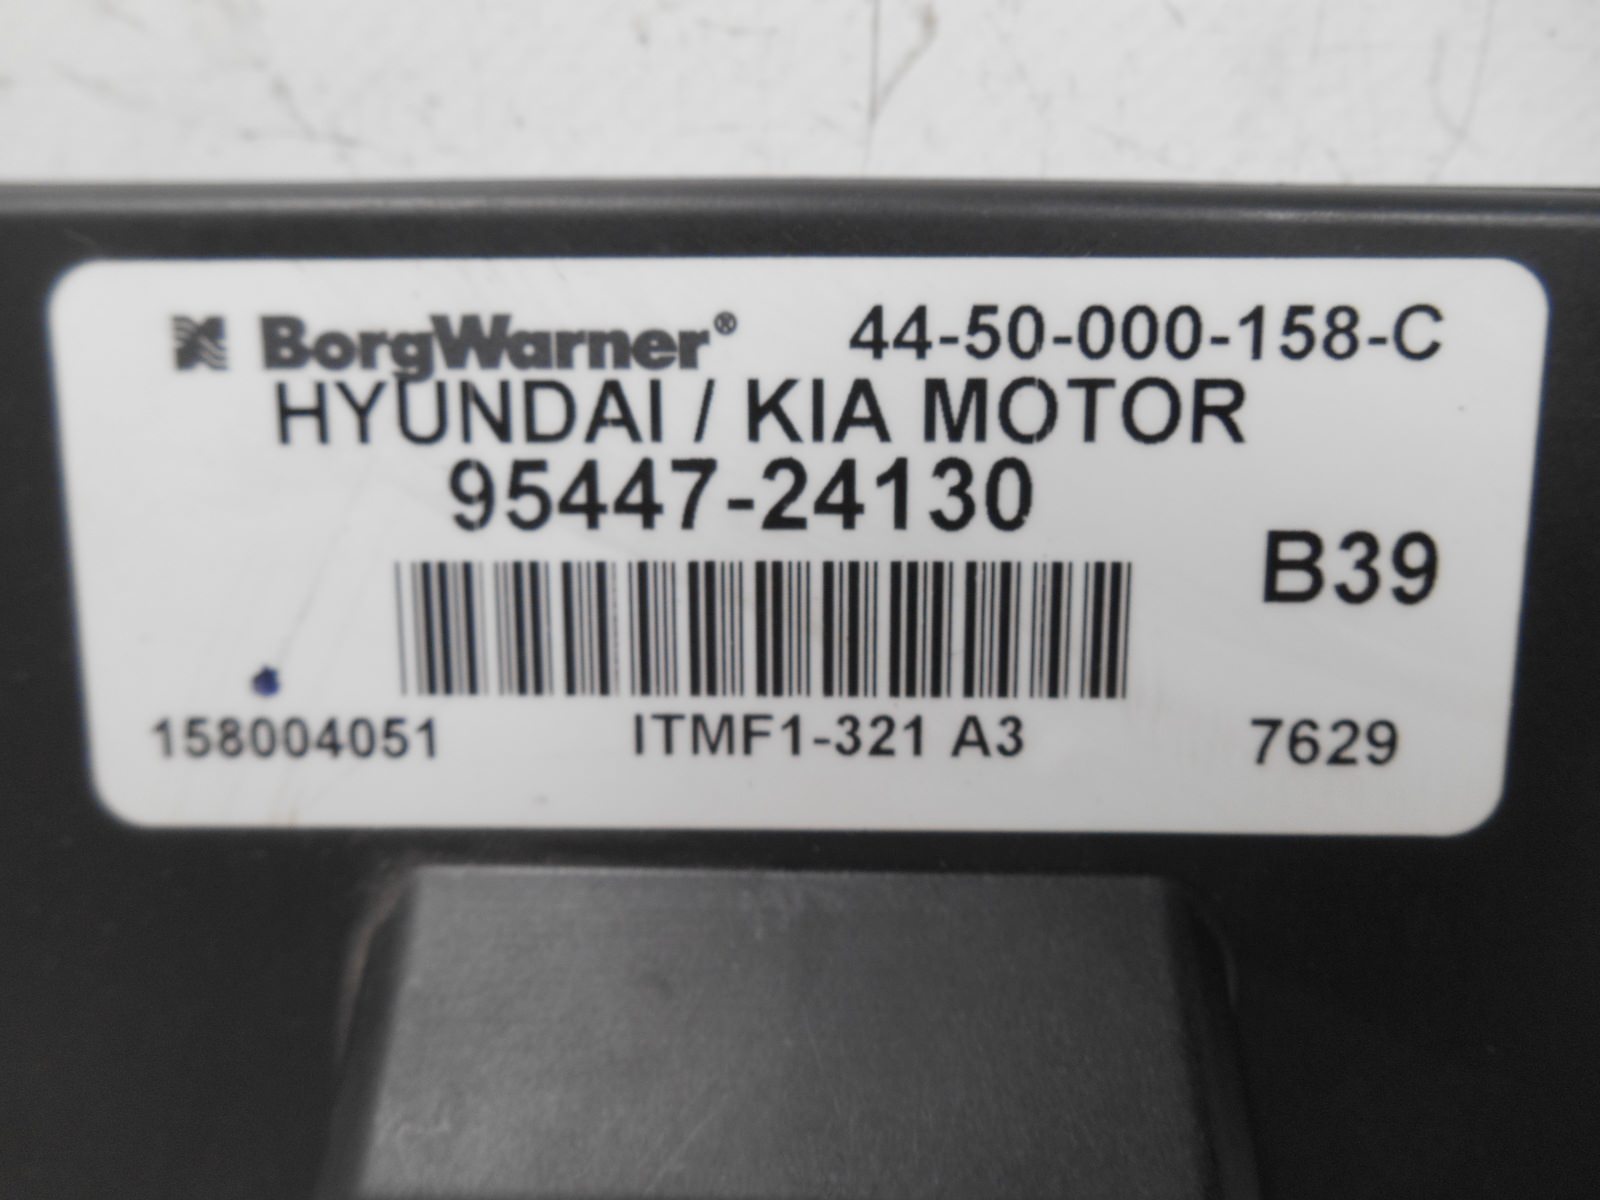 BorgWarner® 44-50-000-158-C
HYUNDAI / KIA MOTOR
95447-24130
B39
158004051 ITMF1-321 A3 7629